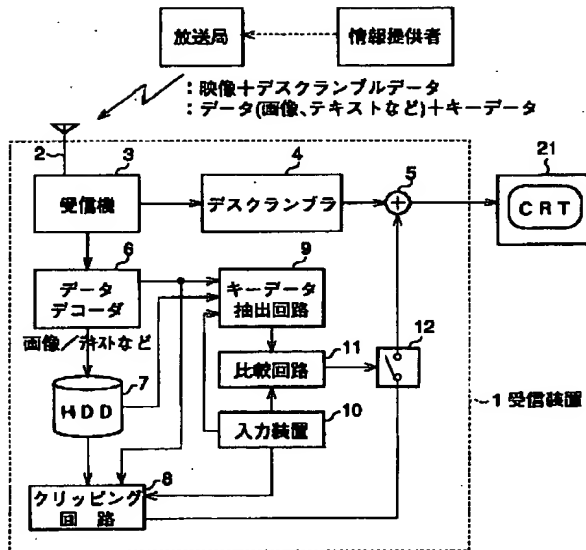 放送局
情報提供者
：映像＋デスクランブルデータ
：データ(画像、テキストなど)＋キーデータ
2
3
受信機
4
デスクランブラ
5
21
CRT
6
データ
デコーダ
画像／テキストなど
9
キーデータ
抽出回路
7
HDD
11
比較回路
12
10
入力装置
1 受信装置
8
クリッピング
回路